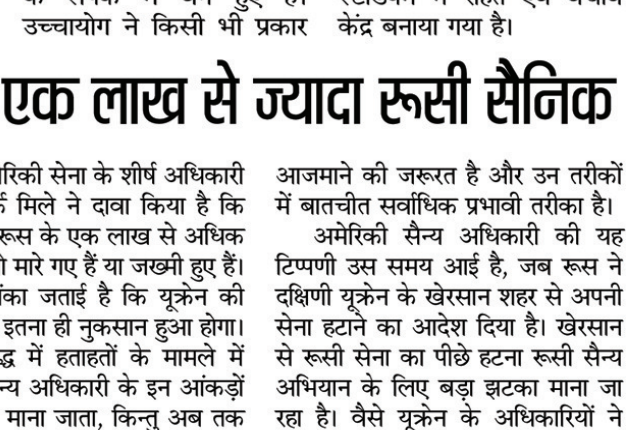 उच्चायोग ने किसी भी प्रकार
केंद्र बनाया गया है।
एक लाख से ज्यादा रूसी सैनिक
सेना के शीर्ष अधिकारी
मिले ने दावा किया है कि
रूस के एक लाख से अधिक
मारे गए हैं या जख्मी हुए हैं।
जताई है कि यूक्रेन की
इतना ही नुकसान हुआ होगा।
में हताहतों के मामले में
अधिकारी के इन आंकड़ों
माना जाता, किन्तु अब तक
आजमाने की जरूरत है और उन तरीकों
में बातचीत सर्वाधिक प्रभावी तरीका है।
अमेरिकी सैन्य अधिकारी की यह
टिप्पणी उस समय आई है, जब रूस ने
दक्षिणी यूक्रेन के खेरसान शहर से अपनी
सेना हटाने का आदेश दिया है। खेरसान
से रूसी सेना का पीछे हटना रूसी सैन्य
अभियान के लिए बड़ा झटका माना जा
रहा है। वैसे यूक्रेन के अधिकारियों ने